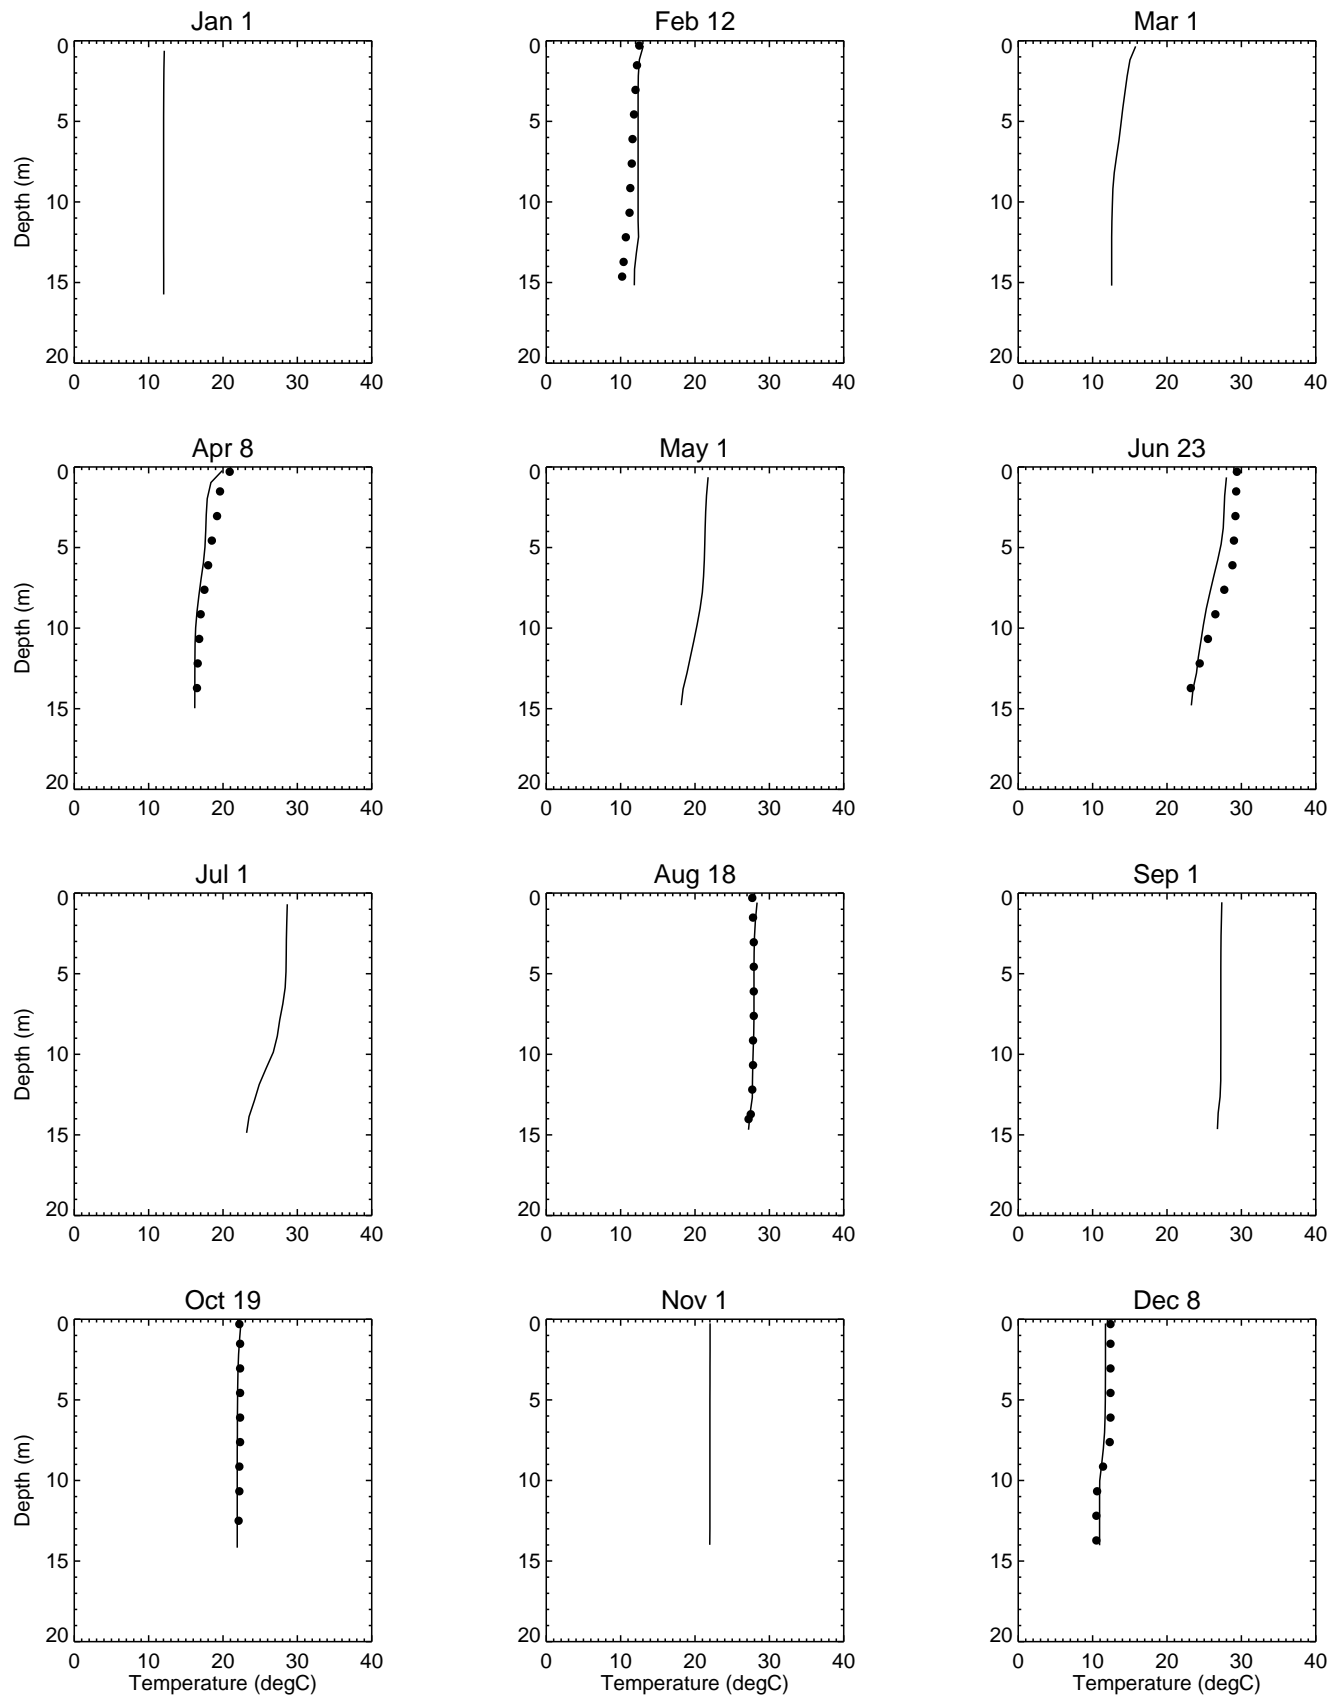 Jan 1 Feb 12 Mar 1
0 0 0
5 5 5
Depth (m)
10 10 10
15 15 15
20 20 20
0 10 20 30 40 0 10 20 30 40 0 10 20 30 40
Apr 8 May 1 Jun 23
0 0 0
5 5 5
Depth (m)
10 10 10
15 15 15
20 20 20
0 10 20 30 40 0 10 20 30 40 0 10 20 30 40
Jul 1 Aug 18 Sep 1
0 0 0
5 5 5
Depth (m)
10 10 10
15 15 15
20 20 20
0 10 20 30 40 0 10 20 30 40 0 10 20 30 40
Oct 19 Nov 1 Dec 8
0 0 0
5 5 5
Depth (m)
10 10 10
15 15 15
20 20 20
0 10 20 30 40 0 10 20 30 40 0 10 20 30 40
Temperature (degC) Temperature (degC) Temperature (degC)